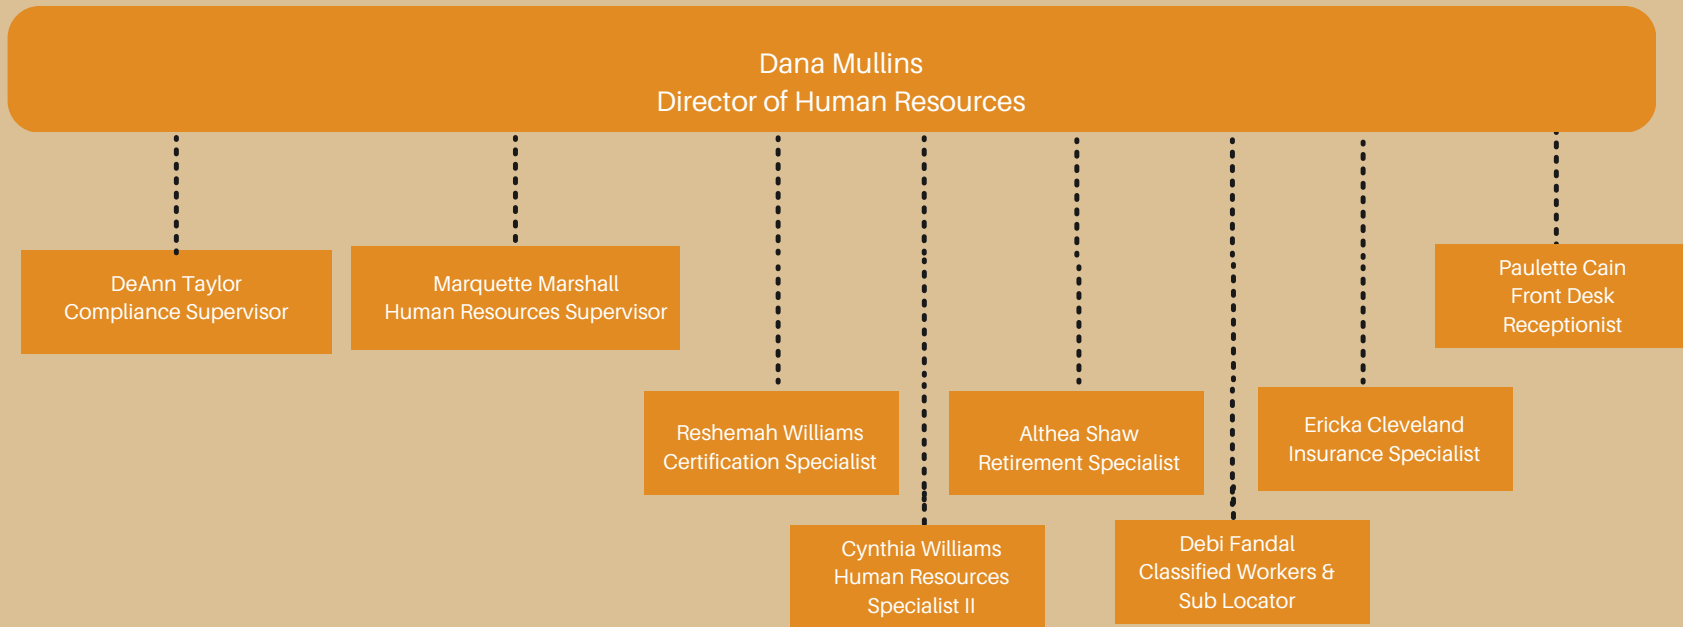 Dana Mullins
Director of Human Resources
DeAnn Taylor
Compliance Supervisor
Marquette Marshall
Human Resources Supervisor
Paulette Cain
Front Desk
Receptionist
Reshemah Williams
Certification Specialist
Althea Shaw
Retirement Specialist
Ericka Cleveland
Insurance Specialist
Cynthia Williams
Human Resources
Specialist II
Debi Fandal
Classified Workers &
Sub Locator